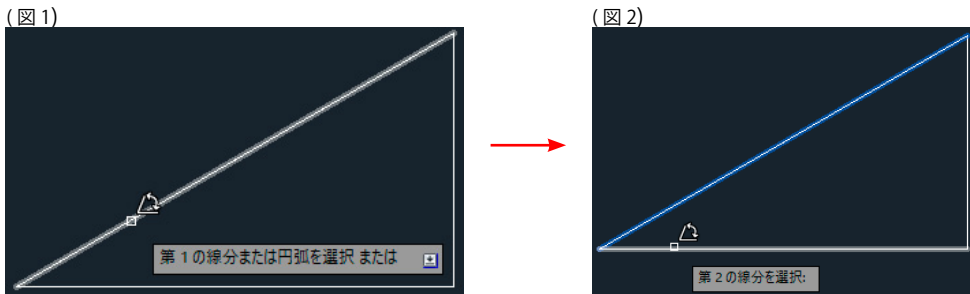 (図1)
(図2)
第 1 の線分または円弧を選択 または
第 2 の線分を選択: